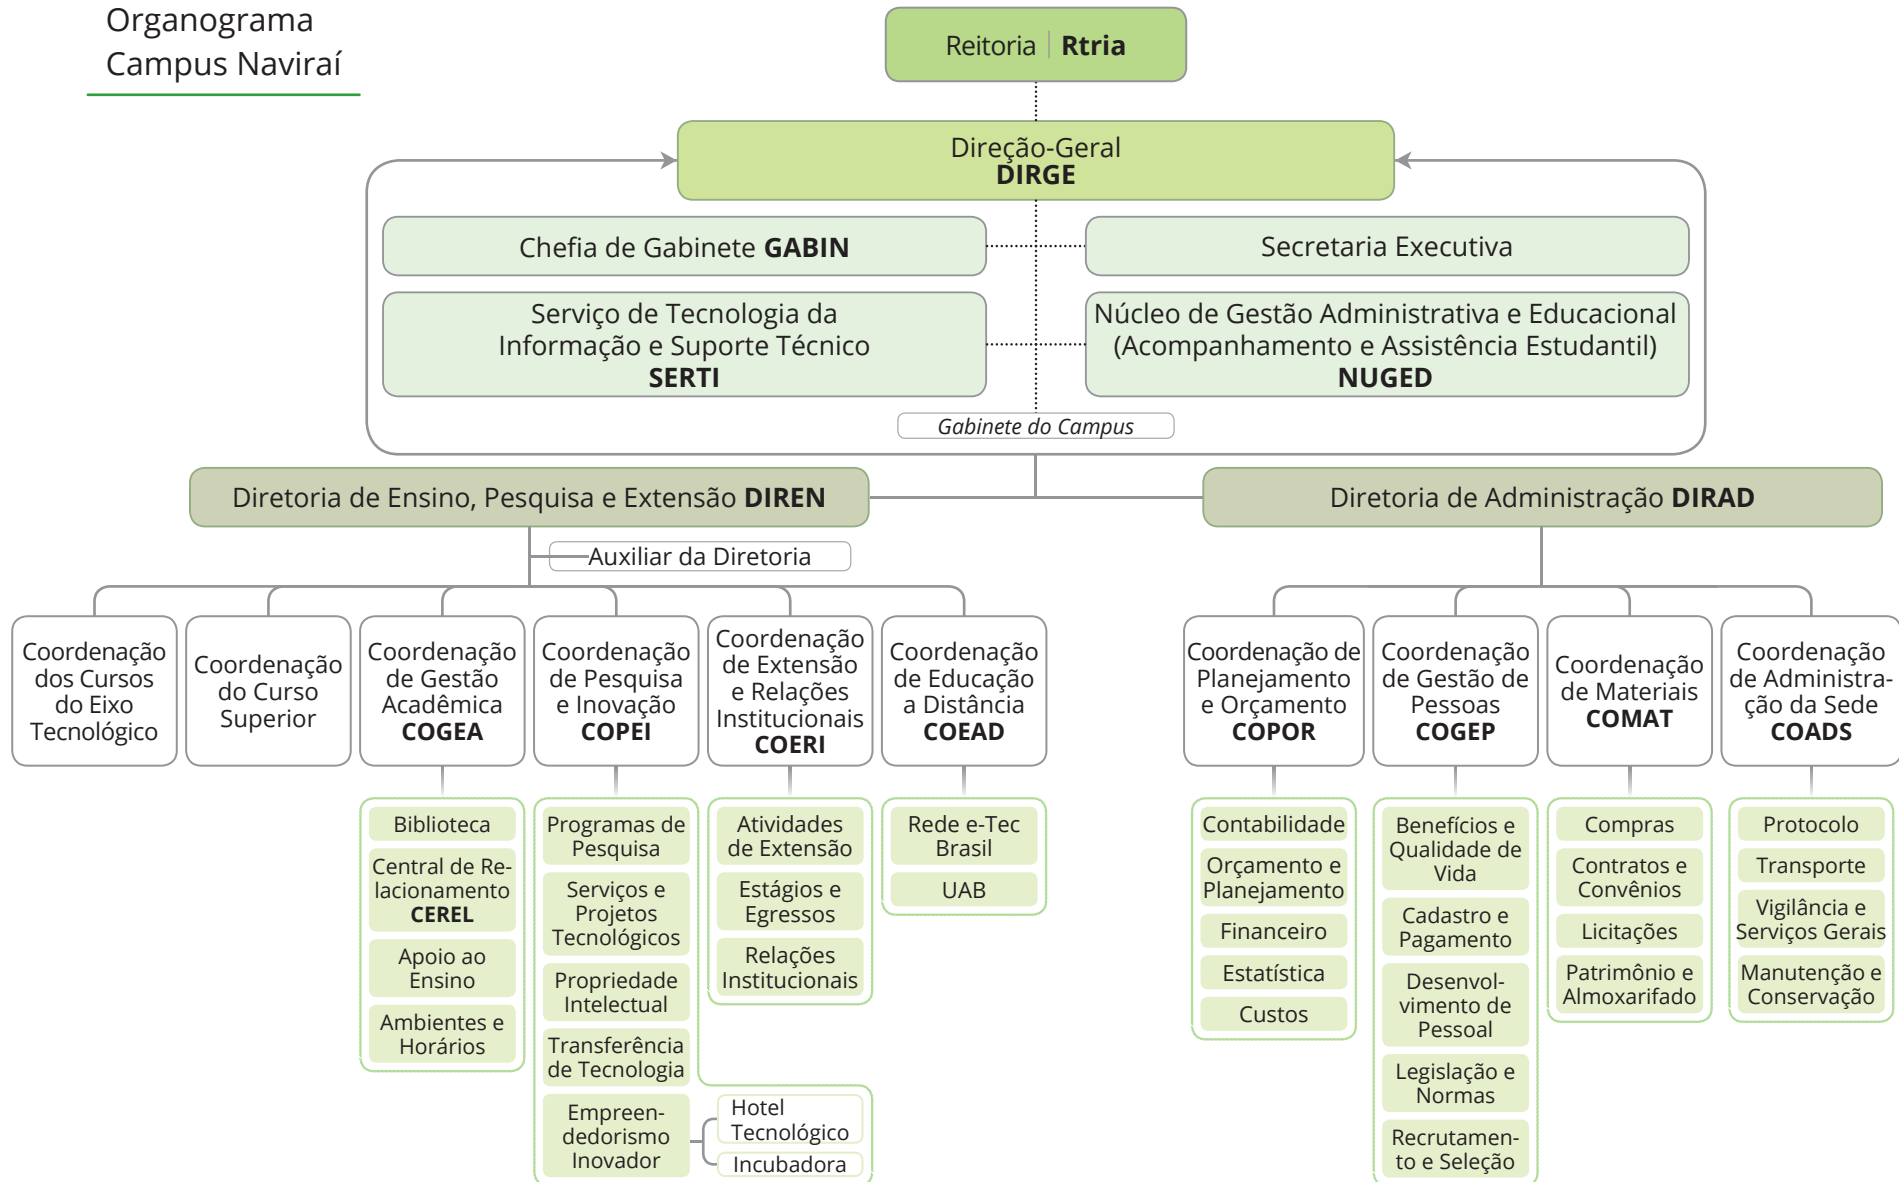 Organograma
Campus Naviraí
Reitoria | Rtria
Direção-Geral
DIRGE
Chefia de Gabinete GABIN
Secretaria Executiva
Serviço de Tecnologia da
Informação e Suporte Técnico
SERTI
Núcleo de Gestão Administrativa e Educacional
(Acompanhamento e Assistência Estudantil)
NUGED
Gabinete do Campus
Diretoria de Ensino, Pesquisa e Extensão DIREN
Diretoria de Administração DIRAD
Auxiliar da Diretoria
Coordenação
dos Cursos
do Eixo
Tecnológico
Coordenação
do Curso
Superior
Coordenação
de Gestão
Acadêmica
COGEA
Coordenação
de Pesquisa
e Inovação
COPEI
Coordenação
de Extensão
e Relações
Institucionais
COERI
Coordenação
de Educação
a Distância
COEAD
Coordenação de
Planejamento
e Orçamento
COPOR
Coordenação
de Gestão de
Pessoas
COGEP
Coordenação
de Materiais
COMAT
Coordenação
de Administra-
ção da Sede
COADS
Biblioteca
Central de Re-
lacionamento
CEREL
Apoio ao
Ensino
Ambientes e
Horários
Programas de
Pesquisa
Serviços e
Projetos
Tecnológicos
Propriedade
Intelectual
Transferência
de Tecnologia
Empreen-
dedorismo
Inovador
Hotel
Tecnológico
Incubadora
Atividades
de Extensão
Estágios e
Egressos
Relações
Institucionais
Rede e-Tec
Brasil
UAB
Contabilidade
Orçamento e
Planejamento
Financeiro
Estatística
Custos
Benefícios e
Qualidade de
Vida
Cadastro e
Pagamento
Desenvol-
vimento de
Pessoal
Legislação e
Normas
Recrutamen-
to e Seleção
Compras
Contratos e
Convênios
Licitações
Patrimônio e
Almoxarifado
Protocolo
Transporte
Vigilância e
Serviços Gerais
Manutenção e
Conservação